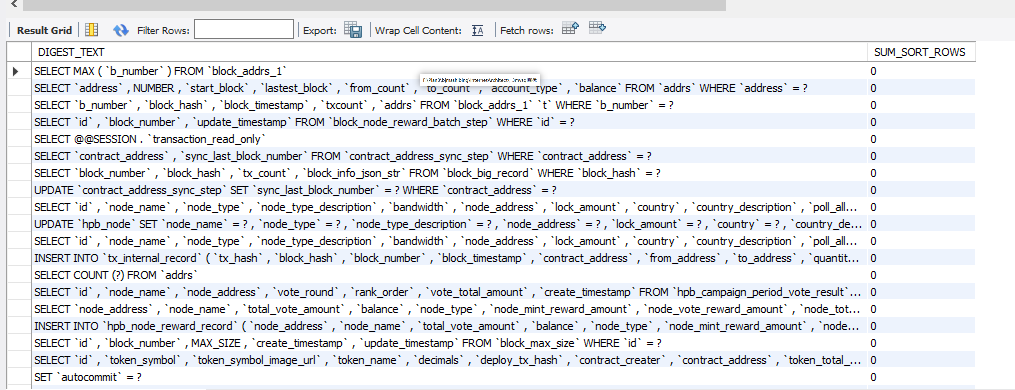 Result Grid Filter Rows: Export: Wrap Cell Content: Fetch rows:
DIGEST_TEXT SUM_SORT_ROWS
SELECT MAX ( `b_number` ) FROM `block_addrs_1` 0
SELECT `address` , NUMBER , `start_block` , `lastest_block` , `from_count` , `to_count` , `account_type` , `balance` FROM `addrs` WHERE `address` = ? 0
SELECT `b_number` , `block_hash` , `block_timestamp` , `txcount` , `addrs` FROM `block_addrs_1` `t` WHERE `b_number` = ? 0
SELECT `id` , `block_number` , `update_timestamp` FROM `block_node_reward_batch_step` WHERE `id` = ? 0
SELECT @@SESSION . `transaction_read_only` 0
SELECT `contract_address` , `sync_last_block_number` FROM `contract_address_sync_step` WHERE `contract_address` = ? 0
SELECT `block_number` , `block_hash` , `tx_count` , `block_info_json_str` FROM `block_big_record` WHERE `block_hash` = ? 0
UPDATE `contract_address_sync_step` SET `sync_last_block_number` = ? WHERE `contract_address` = ? 0
SELECT `id` , `node_name` , `node_type` , `node_type_description` , `bandwidth` , `node_address` , `lock_amount` , `country` , `country_description` , `poll_all... 0
UPDATE `hpb_node` SET `node_name` = ? , `node_type` = ? , `node_type_description` = ? , `node_address` = ? , `lock_amount` = ? , `country` = ? , `country_de... 0
SELECT `id` , `node_name` , `node_type` , `node_type_description` , `bandwidth` , `node_address` , `lock_amount` , `country` , `country_description` , `poll_all... 0
INSERT INTO `tx_internal_record` ( `tx_hash` , `block_hash` , `block_number` , `block_timestamp` , `contract_address` , `from_address` , `to_address` , `quantit... 0
SELECT COUNT (?) FROM `addrs` 0
SELECT `id` , `node_name` , `node_address` , `vote_round` , `rank_order` , `vote_total_amount` , `create_timestamp` FROM `hpb_campaign_period_vote_result`... 0
SELECT `node_address` , `node_name` , `total_vote_amount` , `balance` , `node_type` , `node_mint_reward_amount` , `node_vote_reward_amount` , `node_tot... 0
INSERT INTO `hpb_node_reward_record` ( `node_address` , `node_name` , `total_vote_amount` , `balance` , `node_type` , `node_mint_reward_amount` , `node... 0
SELECT `id` , `block_number` , MAX_SIZE , `create_timestamp` , `update_timestamp` FROM `block_max_size` WHERE `id` = ? 0
SELECT `id` , `token_symbol` , `token_symbol_image_url` , `token_name` , `decimals` , `deploy_tx_hash` , `contract_creater` , `contract_address` , `token_total_... 0
SET `autocommit` = ? 0